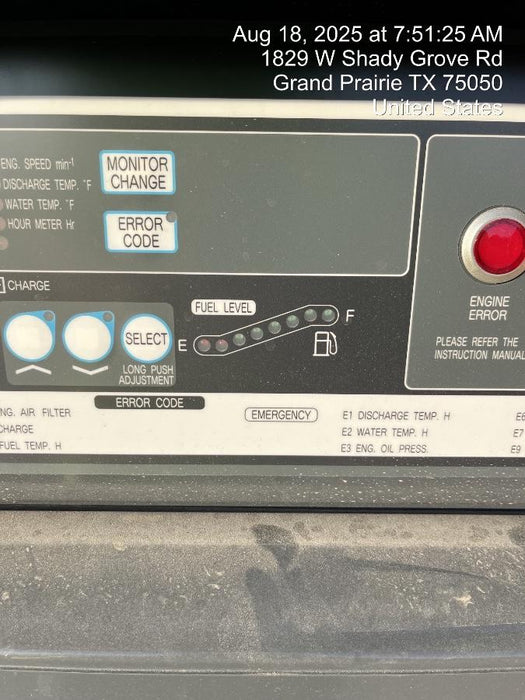 Aug 18, 2025 at 7:51:25 AM
1829 W Shady Grove Rd
Grand Prairie TX 75050
United States
ENG. SPEED min-1
DISCHARGE TEMP. °F
WATER TEMP. °F
HOUR METER Hr
MONITOR
CHANGE
ERROR
CODE
CHARGE
SELECT
LONG PUSH
ADJUSTMENT
FUEL LEVEL
E
F
ENGINE
ERROR
PLEASE REFER THE
INSTRUCTION MANUAL
ERROR CODE
AIR FILTER
CHARGE
FUEL TEMP. H
EMERGENCY
E1 DISCHARGE TEMP. H
E2 WATER TEMP. H
E3 ENG. OIL PRESS.
E6
E7
E9